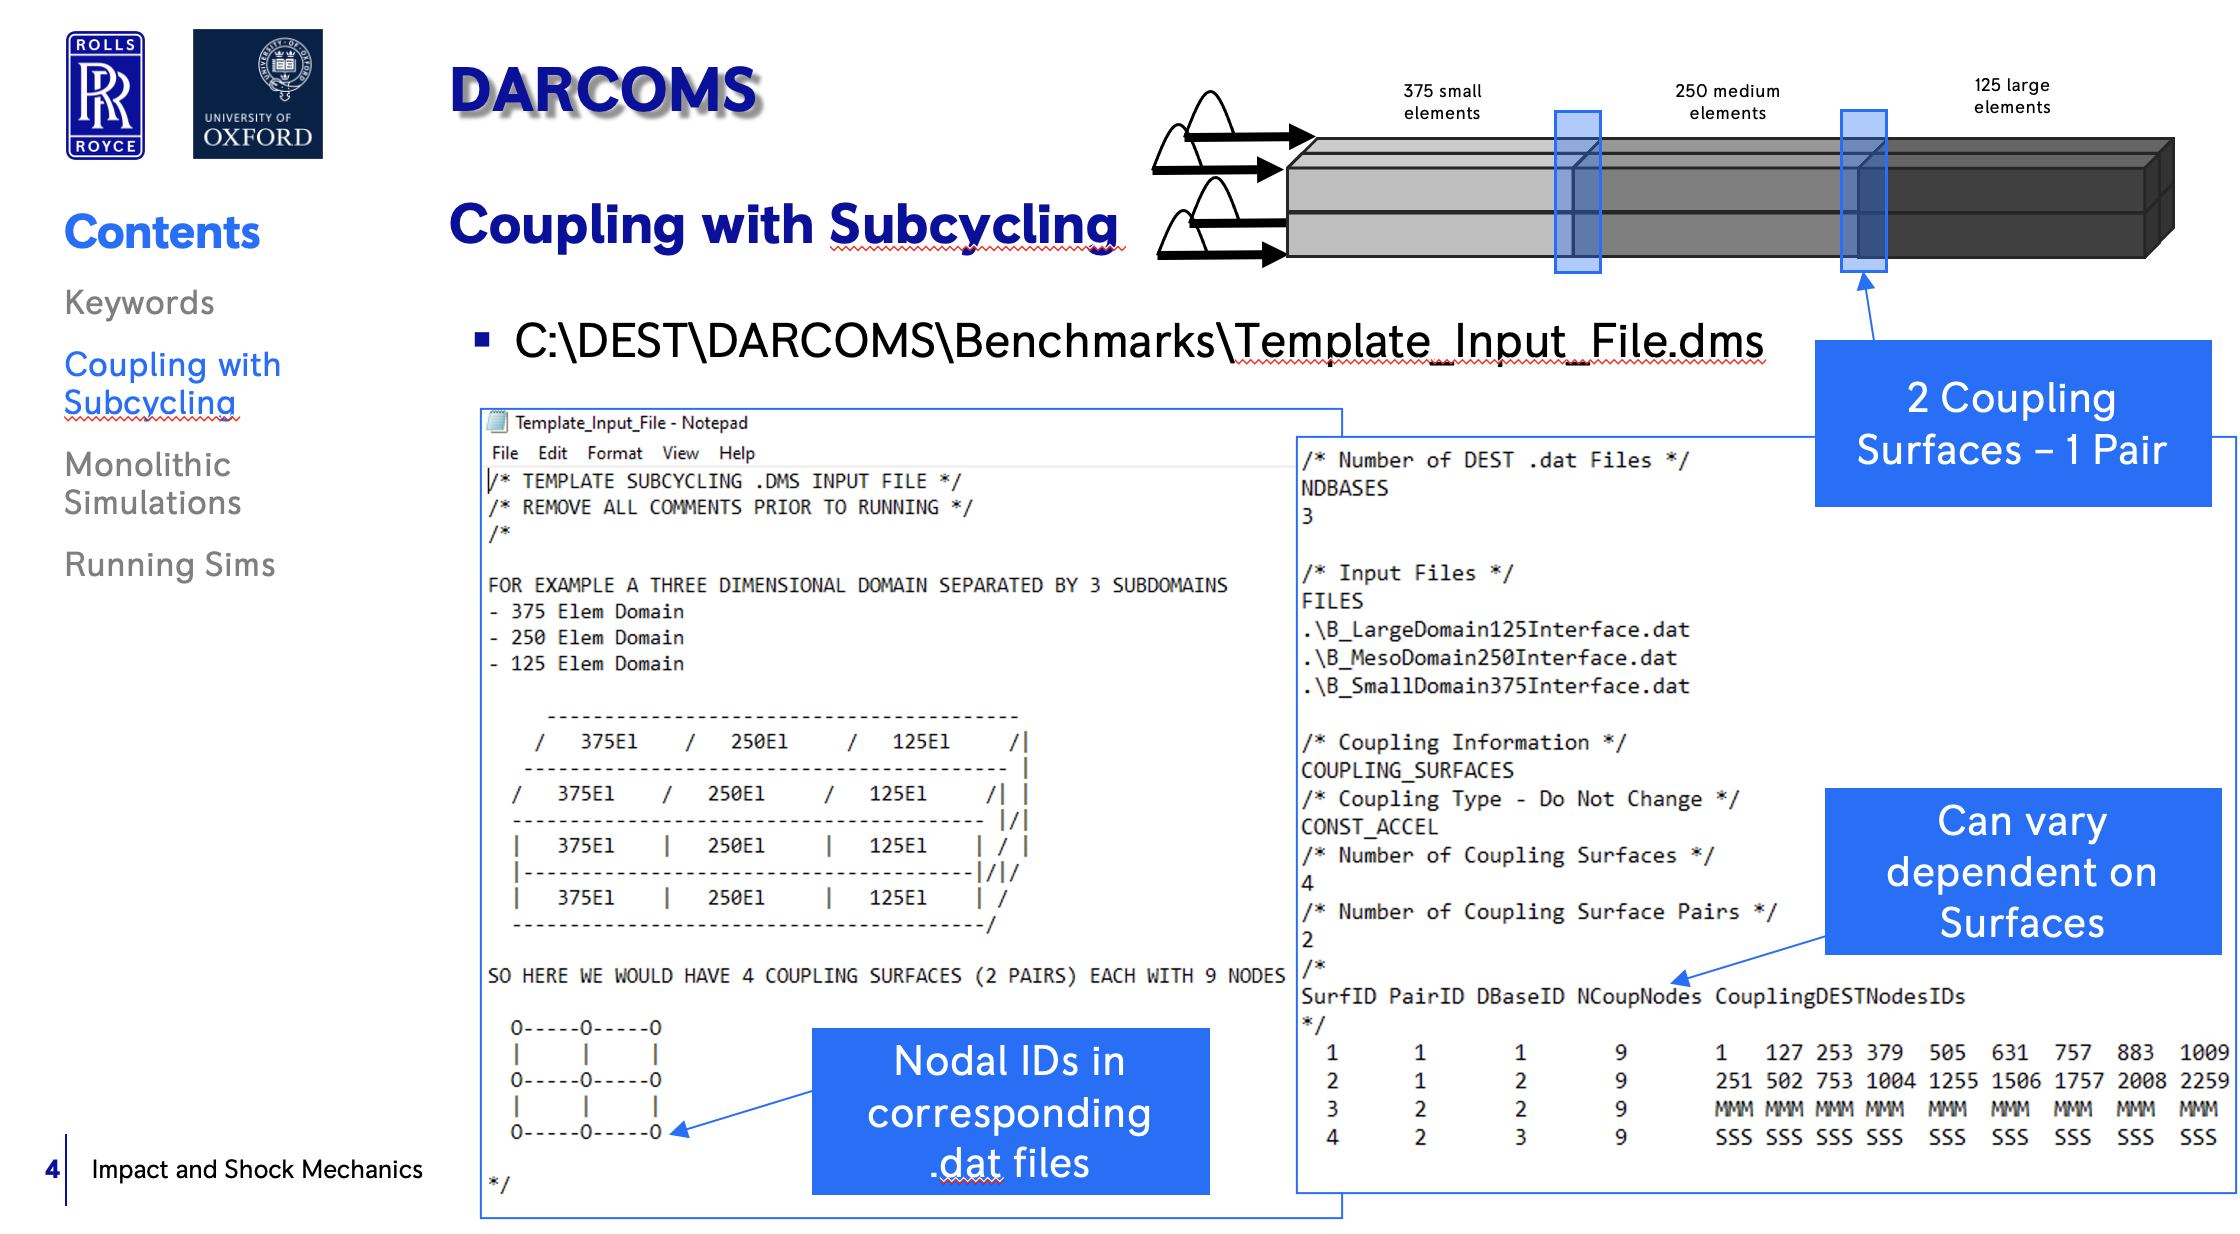 ROLLS
RR
ROYCE
UNIVERSITY OF
OXFORD
DARCOMS
Coupling with Subcycling
Contents
Keywords
Coupling with
Subcycling
Monolithic
Simulations
Running Sims
375 small
elements
250 medium
elements
125 large
elements
C:\DEST\DARCOMS\Benchmarks\Template_Input_File.dms
2 Coupling
Surfaces – 1 Pair
Template_Input_File - Notepad
File Edit Format View Help
/* TEMPLATE SUBCYCLING .DMS INPUT FILE */
/* REMOVE ALL COMMENTS PRIOR TO RUNNING */
/*
FOR EXAMPLE A THREE DIMENSIONAL DOMAIN SEPARATED BY 3 SUBDOMAINS
- 375 Elem Domain
- 250 Elem Domain
- 125 Elem Domain
-----------------------------------------
/ 375El / 250El / 125El /|
------------------------------------------ |
/ 375El / 250El / 125El /| |
----------------------------------------- |/|
| 375El | 250El | 125El | / |
|---------------------------------------|/|/
| 375El | 250El | 125El | /
-----------------------------------------/
SO HERE WE WOULD HAVE 4 COUPLING SURFACES (2 PAIRS) EACH WITH 9 NODES
O-----O-----O
| | |
O-----O-----O
| | |
O-----O-----O
*/
Nodal IDs in
corresponding
.dat files
/* Number of DEST .dat Files */
NDBASES
3
/* Input Files */
FILES
.\B_LargeDomain125Interface.dat
.\B_MesoDomain250Interface.dat
.\B_SmallDomain375Interface.dat
/* Coupling Information */
COUPLING_SURFACES
/* Coupling Type - Do Not Change */
CONST_ACCEL
/* Number of Coupling Surfaces */
4
/* Number of Coupling Surface Pairs */
2
/*
SurfID PairID DBaseID NCoupNodes CouplingDESTNodesIDs
*/
1 1 1 9 1 127 253 379 505 631 757 883 1009
2 1 2 9 251 502 753 1004 1255 1506 1757 2008 2259
3 2 2 9 MMM MMM MMM MMM MMM MMM MMM MMM MMM
4 2 3 9 SSS SSS SSS SSS SSS SSS SSS SSS SSS
Can vary
dependent on
Surfaces
4
Impact and Shock Mechanics